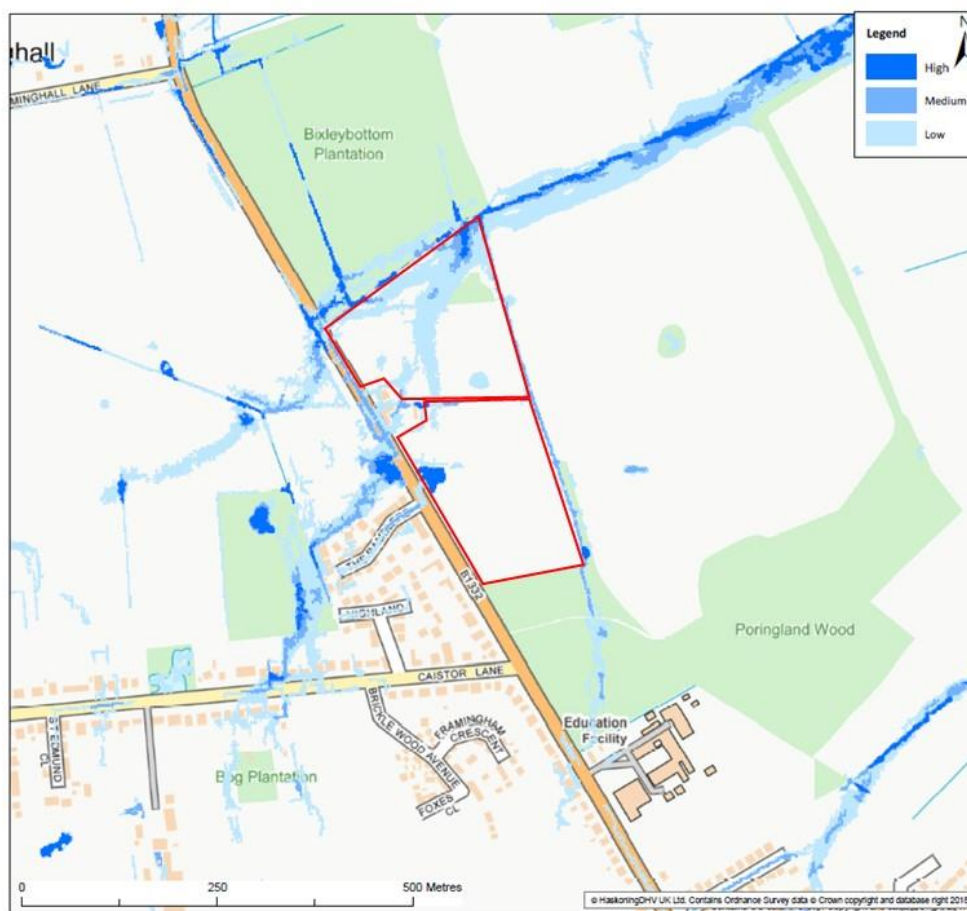 ghall
MINGHALL LANE
Bixleybottom
Plantation
Legend
High
Medium
Low
N
B1332
HIGHLAND
Poringland Wood
CAISTOR LANE
ST EDMUND
CL
BRICKLE WOOD AVENUE
FRAMINGHAM
CRESCENT
FOXES
CL
Education
Facility
Bog Plantation
0
250
500 Metres
© HaskoningDHV UK Ltd. Contains Ordnance Survey data © Crown copyright and database right 2018